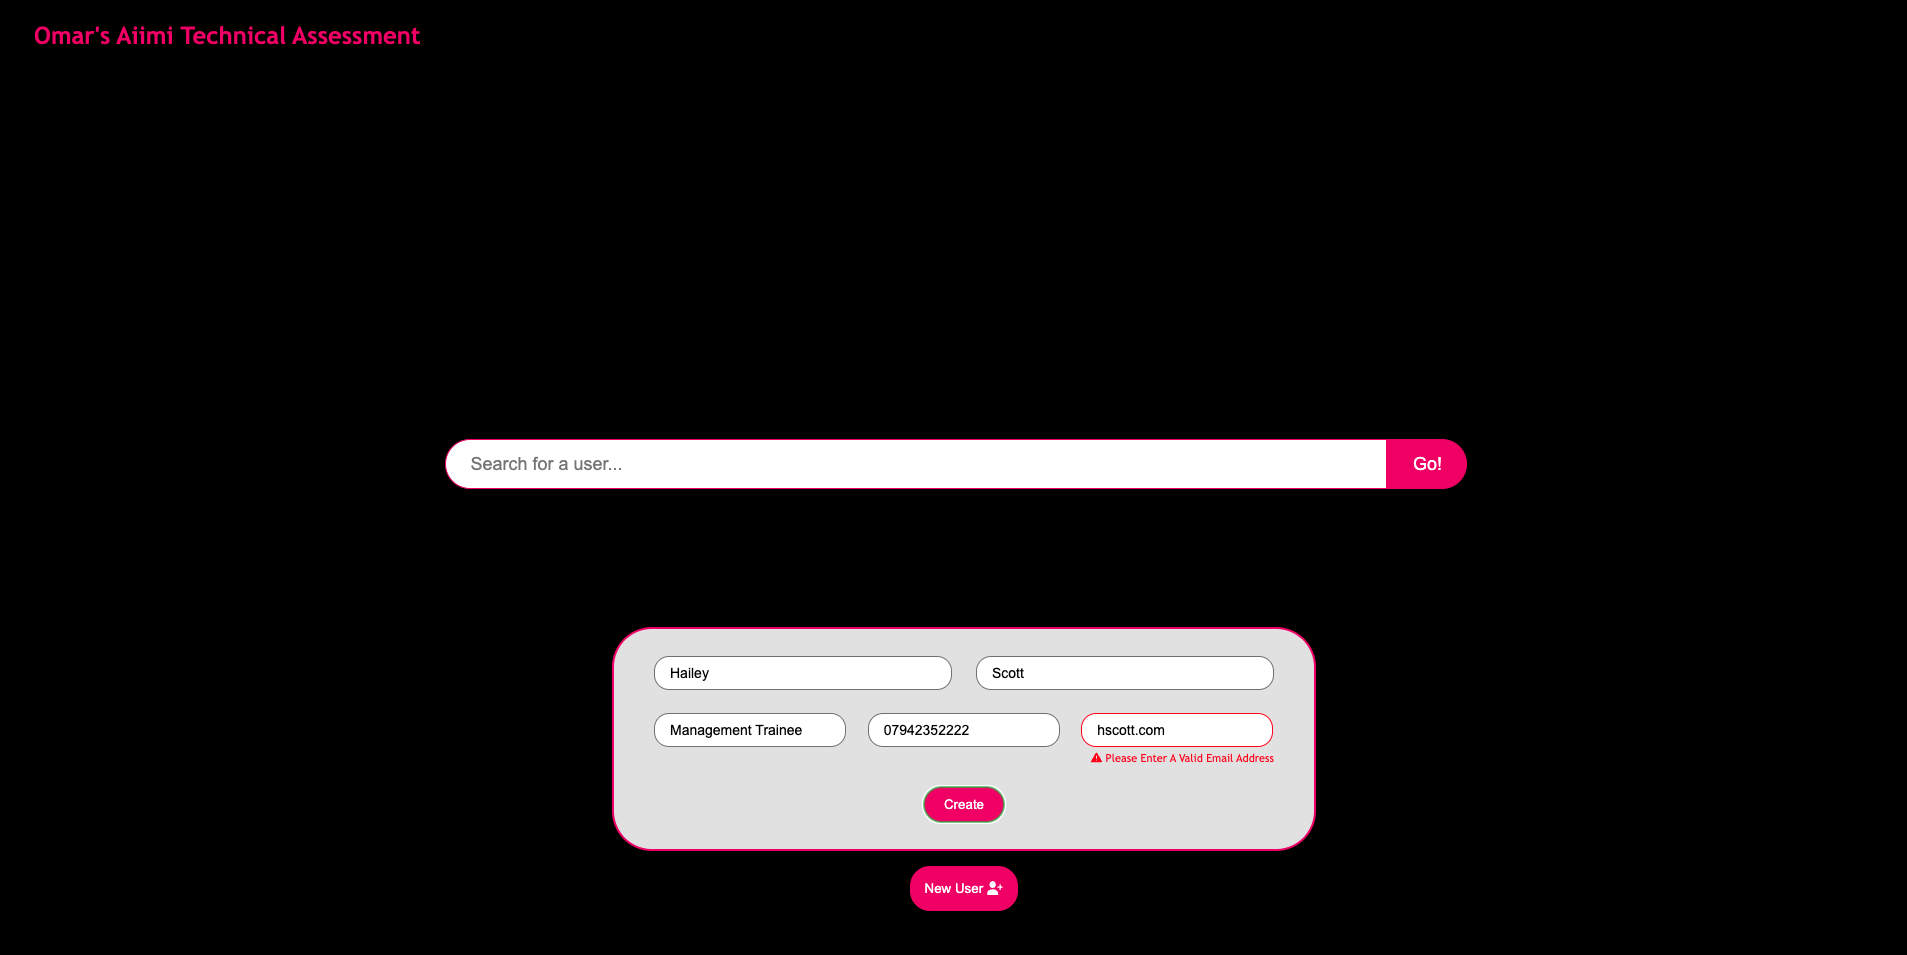 Omar's Aiimi Technical Assessment
Search for a user...
Go!
Hailey
Scott
Management Trainee
07942352222
hscott.com
Please Enter A Valid Email Address
Create
New User